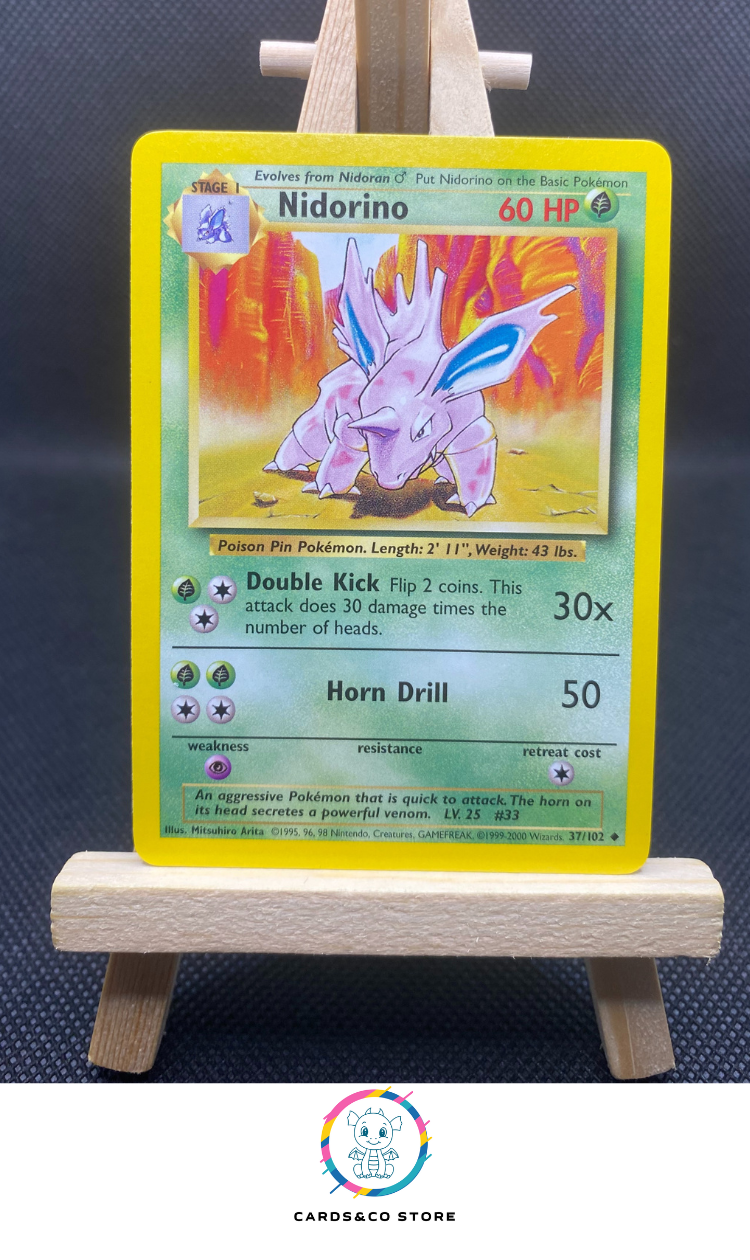 Evolves from Nidoran ♂ Put Nidorino on the Basic Pokémon
STAGE 1
Nidorino 60 HP
Poison Pin Pokémon. Length: 2' 11", Weight: 43 lbs.
Double Kick Flip 2 coins. This
attack does 30 damage times the
number of heads.
30x
Horn Drill 50
weakness resistance retreat cost
An aggressive Pokémon that is quick to attack. The horn on
its head secretes a powerful venom. LV. 25 #33
Illus. Mitsuhiro Arita ©1995, 96, 98 Nintendo, Creatures, GAMEFREAK. ©1999-2000 Wizards. 37/102 ◆
CARDS&CO STORE